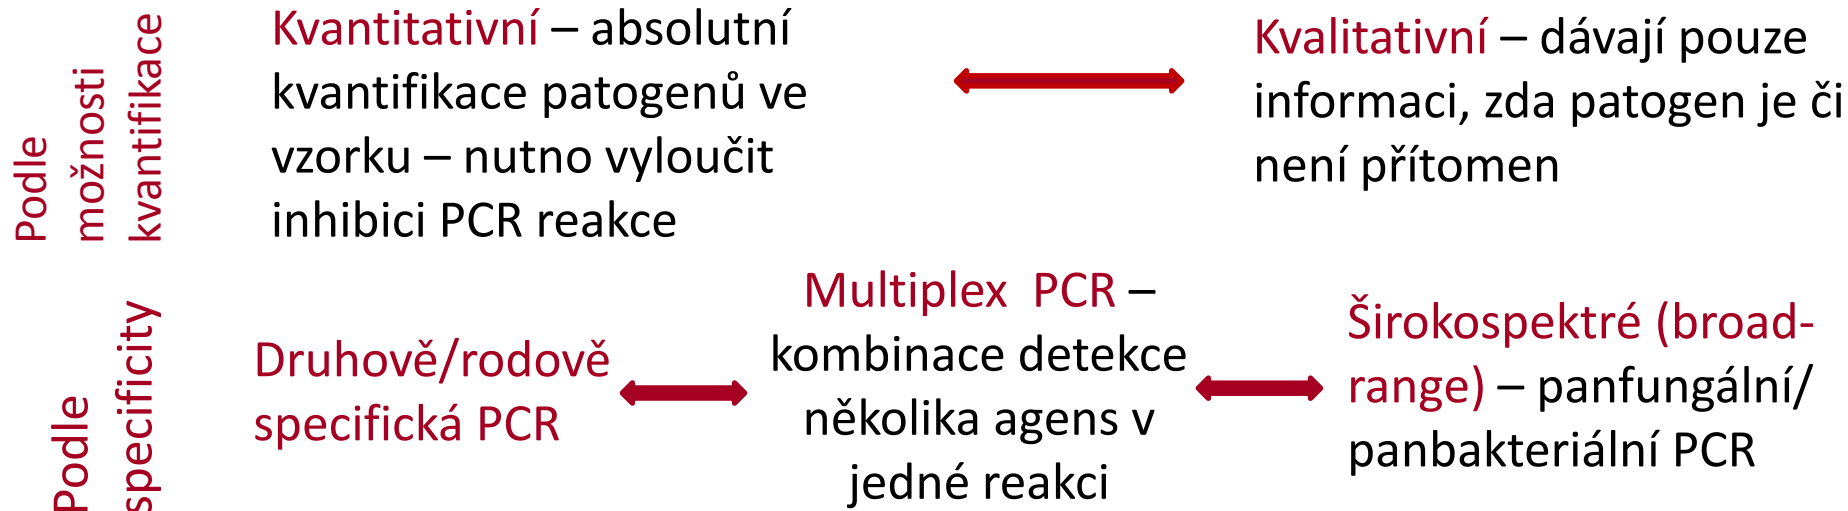 Podle
možnosti
kvantifikace
Kvantitativní – absolutní
kvantifikace patogenů ve
vzorku – nutno vyloučit
inhibici PCR reakce
Kvalitativní – dávají pouze
informaci, zda patogen je či
není přítomen
Podle
specificity
Druhově/rodově
specifická PCR
Multiplex PCR –
kombinace detekce
několika agens v
jedné reakci
Širokospektré (broad-
range) – panfungální/
panbakteriální PCR